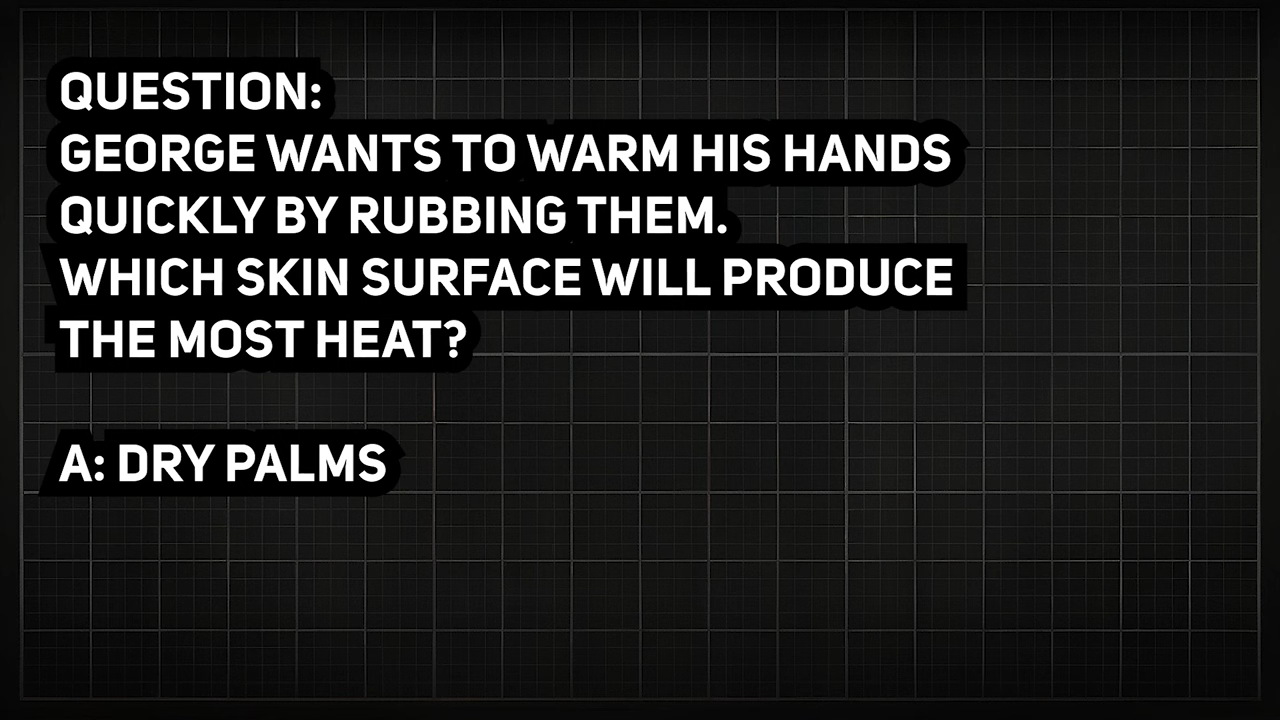 QUESTION:
GEORGE WANTS TO WARM HIS HANDS
QUICKLY BY RUBBING THEM.
WHICH SKIN SURFACE WILL PRODUCE
THE MOST HEAT?
A: DRY PALMS